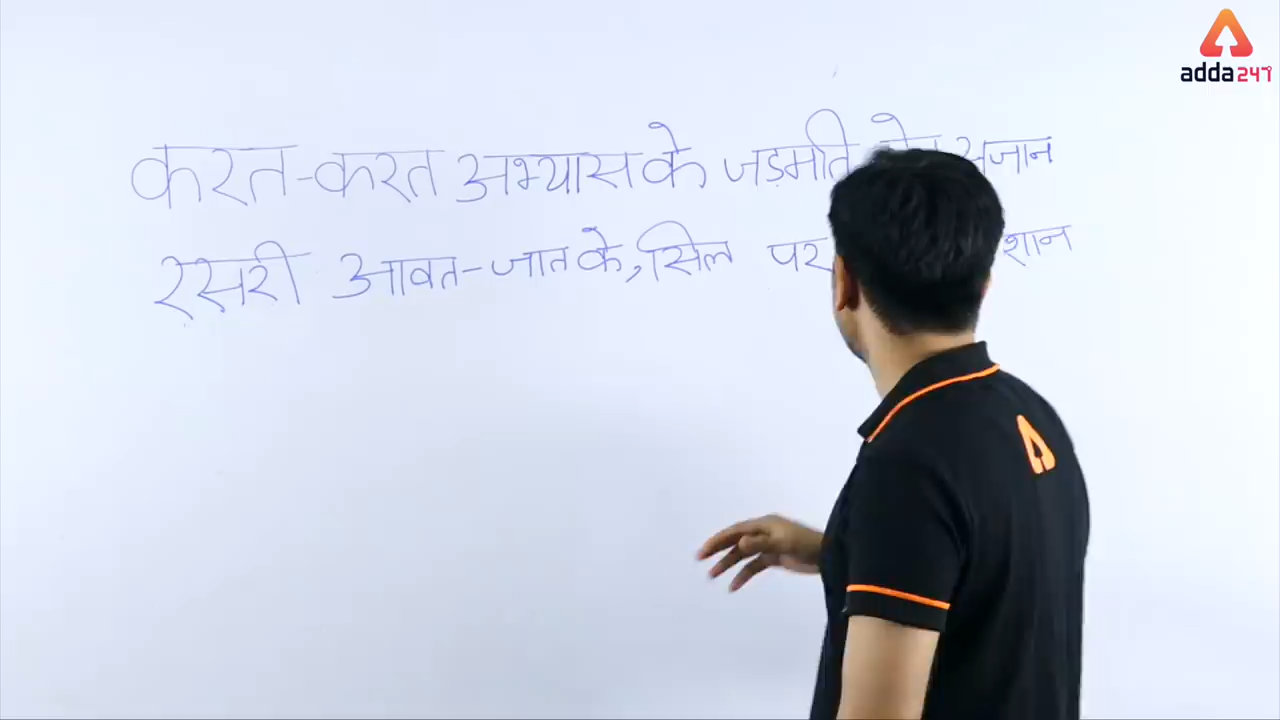 करत-करत अभ्यास के जड़मति सुजान
रसरी आवत-जात के, सिल पर
adda247